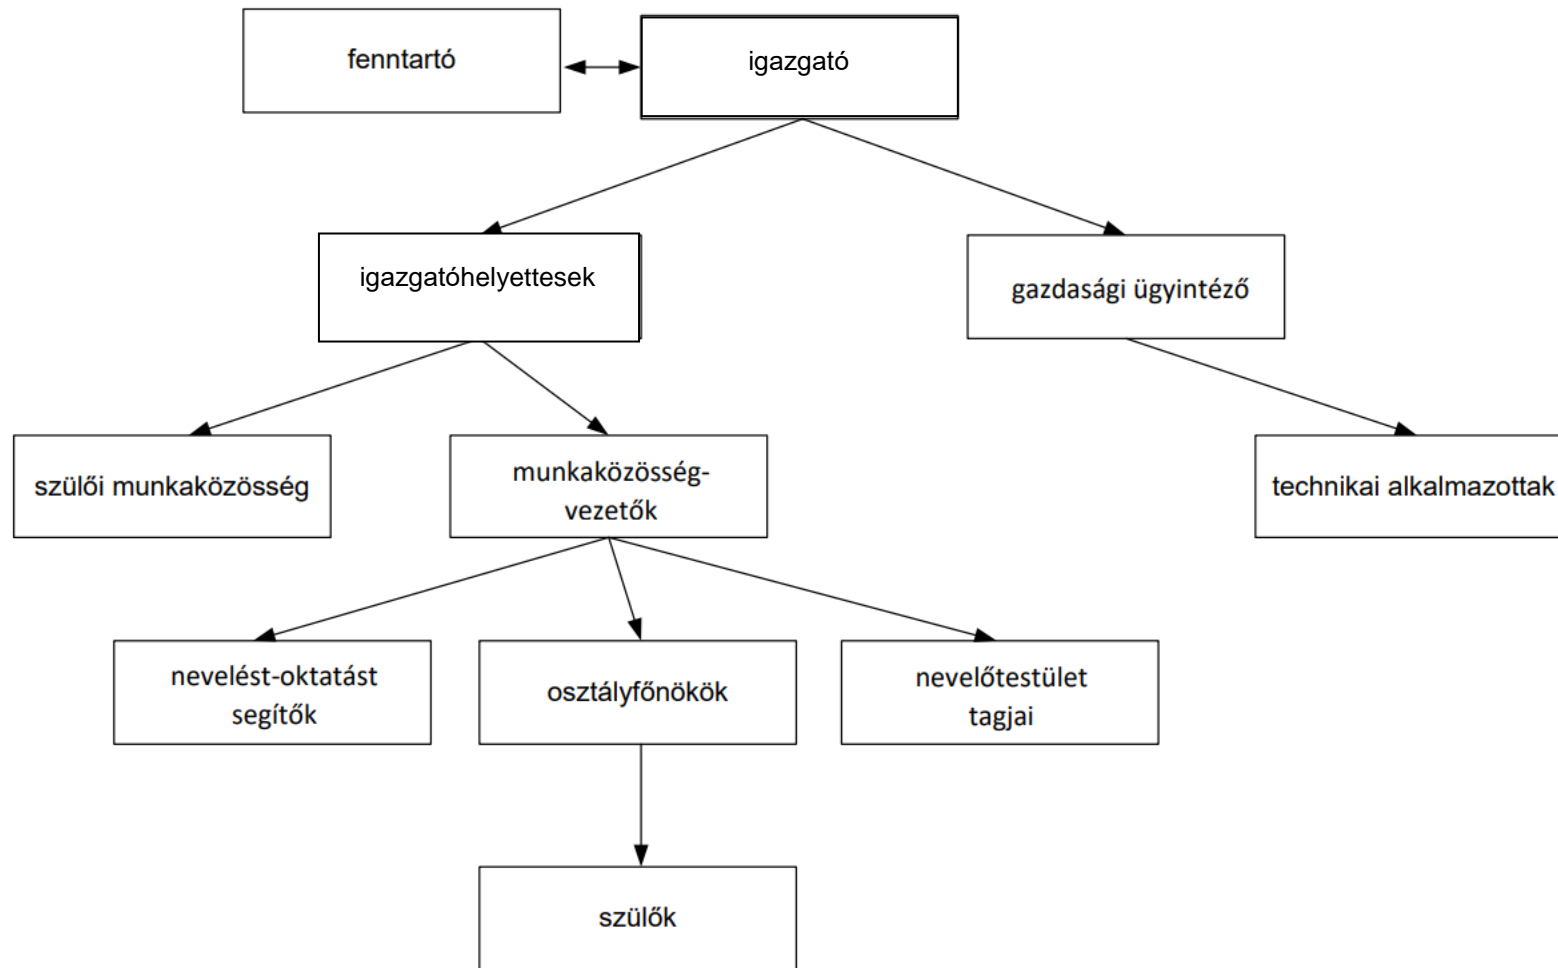 fenntartó
igazgató
igazgatóhelyettesek
gazdasági ügyintéző
szülői munkaközösség
munkaközösség-
vezetők
technikai alkalmazottak
nevelést-oktatást
segítők
osztályfőnökök
nevelőtestület
tagjai
szülők